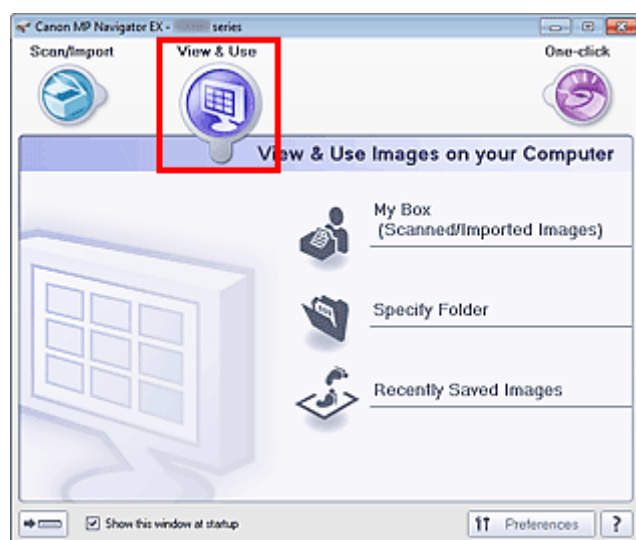 Canon MP Navigator EX - series
Scan/Import
View & Use
One-click
View & Use Images on your Computer
My Box
(Scanned/Imported Images)
Specify Folder
Recently Saved Images
Show this window at startup
Preferences
?